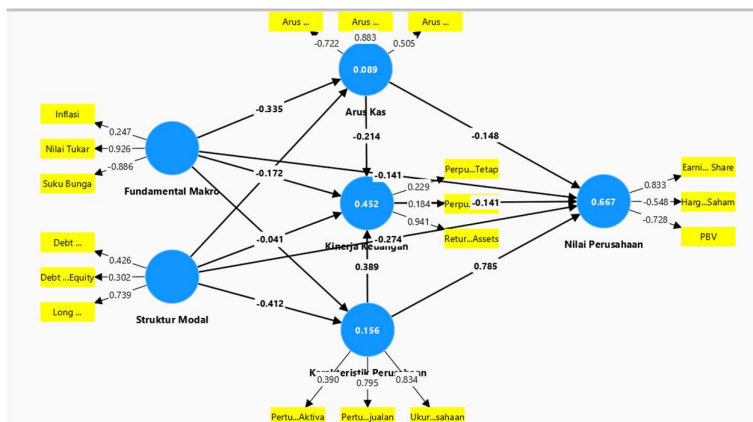 Arus ...
Arus ...
Arus ...
-0.722
0.883
0.505
0.089
Arus Kas
-0.335
-0.214
-0.148
Inflasi
0.247
Nilai Tukar
0.926
Suku Bunga
-0.886
Fundamental Makro
-0.172
-0.141
Perpu...Tetap
0.229
0.452
0.184
Perpu...
-0.141
0.941
Retur...Assets
Kinerja Keuangan
0.667
Nilai Perusahaan
0.833
Earni... Share
-0.548
Harg...Saham
-0.728
PBV
-0.041
-0.274
Debt ...
0.426
Debt ...Equity
0.302
Long ...
0.739
Struktur Modal
0.389
0.785
-0.412
0.156
Karakteristik Perusahaan
0.390
0.795
0.834
Pertu...Aktiva
Pertu...jualan
Ukur...sahaan